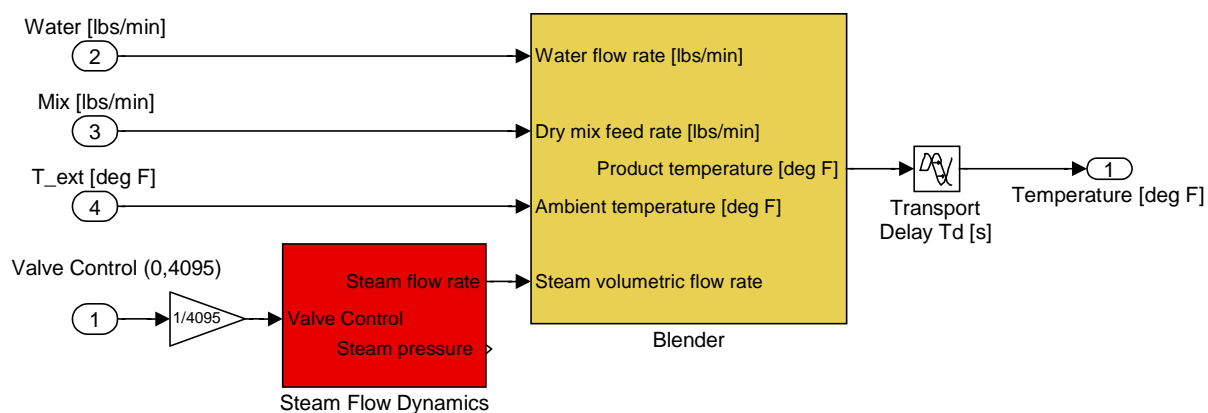 Water [lbs/min]
2
Water flow rate [lbs/min]
Mix [lbs/min]
3
Dry mix feed rate [lbs/min]
Product temperature [deg F]
1
Temperature [deg F]
Transport
Delay Td [s]
T_ext [deg F]
4
Ambient temperature [deg F]
Valve Control (0,4095)
1
1/4095
Steam flow rate
Valve Control
Steam pressure
Steam Flow Dynamics
Steam volumetric flow rate
Blender